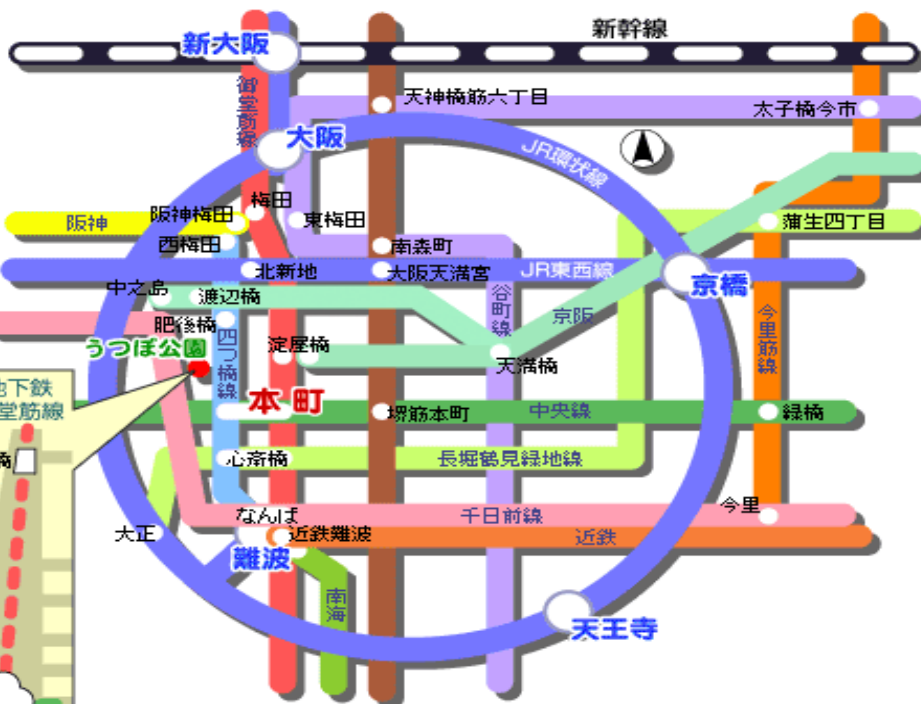 新幹線
新大阪
御堂筋線
天神橋筋六丁目
太子橋今市
大阪
JR環状線
梅田
阪神梅田
阪神
東梅田
蒲生四丁目
西梅田
南森町
北新地
大阪天満宮
JR東西線
京橋
中之島
渡辺橋
谷町線
京阪
今里筋線
肥後橋
うつぼ公園
四つ橋線
淀屋橋
天満橋
地下鉄
堂筋線
本町
堺筋本町
中央線
緑橋
橋
心斎橋
長堀鶴見緑地線
なんば
千日前線
今里
大正
近鉄難波
近鉄
難波
南海
天王寺